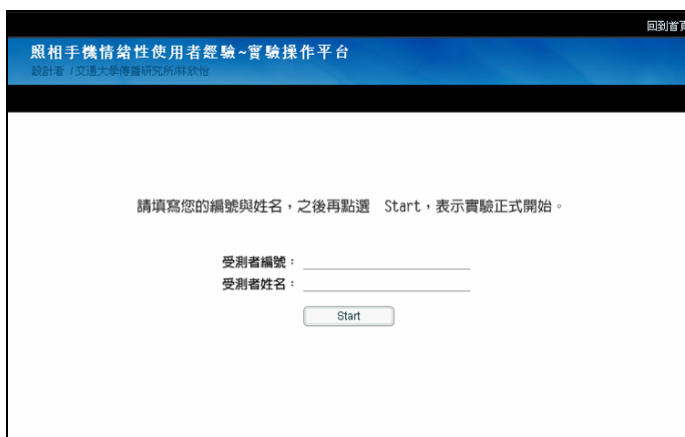 回到首頁
照相手機情緒性使用者經驗~實驗操作平台
設計者 /交通大學傳播研究所/林欣怡
請填寫您的編號與姓名,之後再點選 Start,表示實驗正式開始。
受測者編號:
受測者姓名:
Start